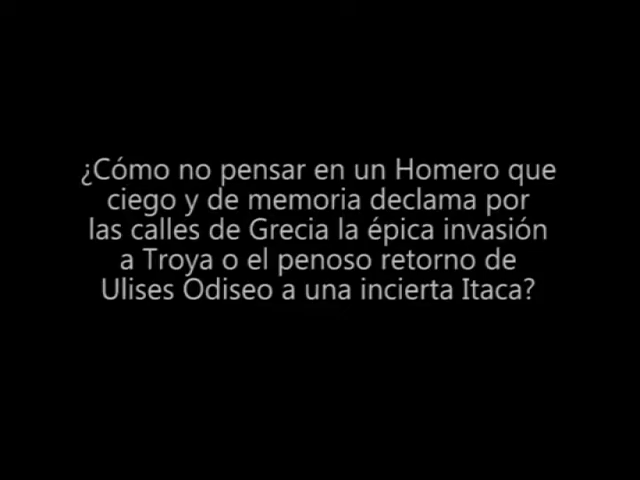 ¿Cómo no pensar en un Homero que
ciego y de memoria declama por
las calles de Grecia la épica invasión
a Troya o el penoso retorno de
Ulises Odiseo a una incierta Itaca?